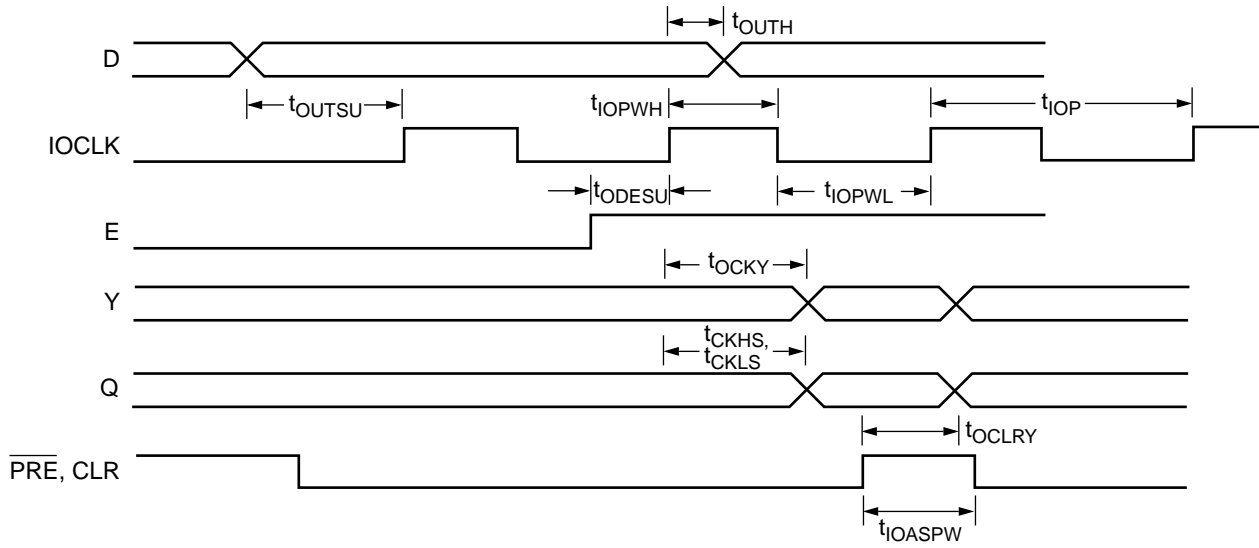 tOUTH
D
tOUTSU
tIOPWH
tIOP
IOCLK
tODESU
tIOPWL
E
tOCKY
Y
tCKHS,
tCKLS
Q
tOCLRY
PRE, CLR
tIOASPW